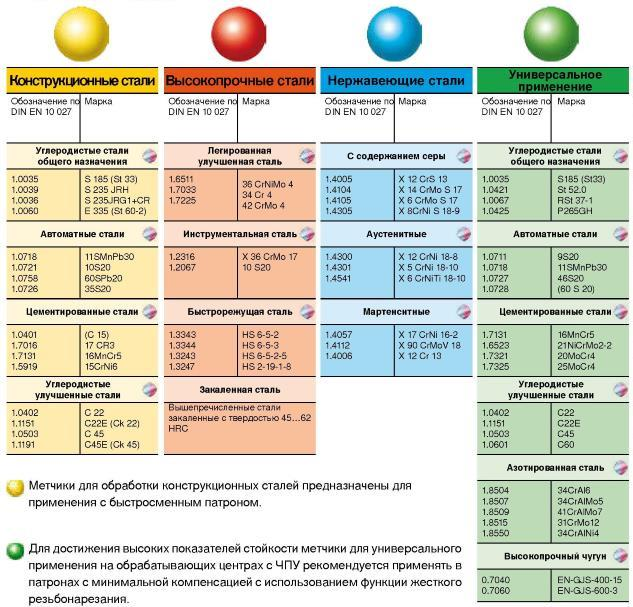 Конструкционные стали
Обозначение по DIN EN 10 027
Марка
Углеродистые стали
общего назначения
1.0035 S 185 (St 33)
1.0039 S 235 JRH
1.0036 S 235JRG1+CR
1.0060 E 335 (St 60-2)
Автоматные стали
1.0718 11SMnPb30
1.0721 10S20
1.0758 60SPb20
1.0726 35S20
Цементированные стали
1.0401 (C 15)
1.7016 17 CR3
1.7131 16MnCr5
1.5919 15CrNi6
Углеродистые
улучшенные стали
1.0402 C 22
1.1151 C22E (Ck 22)
1.0503 C 45
1.1191 C45E (Ck 45)
Высокопрочные стали
Обозначение по DIN EN 10 027
Марка
Легированная
улучшенная сталь
1.6511 36 CrNiMo 4
1.7033 34 Cr 4
1.7225 42 CrMo 4
Инструментальная сталь
1.2316 X 36 CrMo 17
1.2067 10 S20
Быстрорежущая сталь
1.3343 HS 6-5-2
1.3344 HS 6-5-3
1.3243 HS 6-5-2-5
1.3247 HS 2-19-1-8
Закаленная сталь
Вышепречисленные стали
закаленные с твердостью 45...62
HRC
Нержавеющие стали
Обозначение по DIN EN 10 027
Марка
С содержанием серы
1.4005 X 12 CrS 13
1.4104 X 14 CrMo S 17
1.4105 X 6 CrMo S 17
1.4305 X 8CrNi S 18-9
Аустенитные
1.4300 X 12 CrNi 18-8
1.4301 X 5 CrNi 18-10
1.4541 X 6 CrNiTi 18-10
Мартенситные
1.4057 X 17 CrNi 16-2
1.4112 X 90 CrMoV 18
1.4006 X 12 Cr 13
Универсальное
применение
Обозначение по DIN EN 10 027
Марка
Углеродистые стали
общего назначения
1.0035 S185 (St33)
1.0421 St 52.0
1.0067 RSt 37-1
1.0425 P265GH
Автоматные стали
1.0711 9S20
1.0718 11SMnPb30
1.0727 46S20
1.0728 (60 S 20)
Цементированные стали
1.7131 16MnCr5
1.6523 21NiCrMo2-2
1.7321 20MoCr4
1.7325 25MoCr4
Углеродистые
улучшенные стали
1.0402 C22
1.1151 C22E
1.0503 C45
1.0601 C60
Азотированная сталь
1.8504 34CrAl6
1.8507 34CrAlMo5
1.8509 41CrAlMo7
1.8515 31CrMo12
1.8550 34CrAlNi4
Высокопрочный чугун
0.7040 EN-GJS-400-15
0.7060 EN-GJS-600-3
Метчики для обработки конструкционных сталей предназначены для
применения с быстросменным патроном.
Для достижения высоких показателей стойкости метчики для универсального
применения на обрабатывающих центрах с ЧПУ рекомендуется применять в
патронах с минимальной компенсацией с использованием функции жесткого
резьбонарезания.